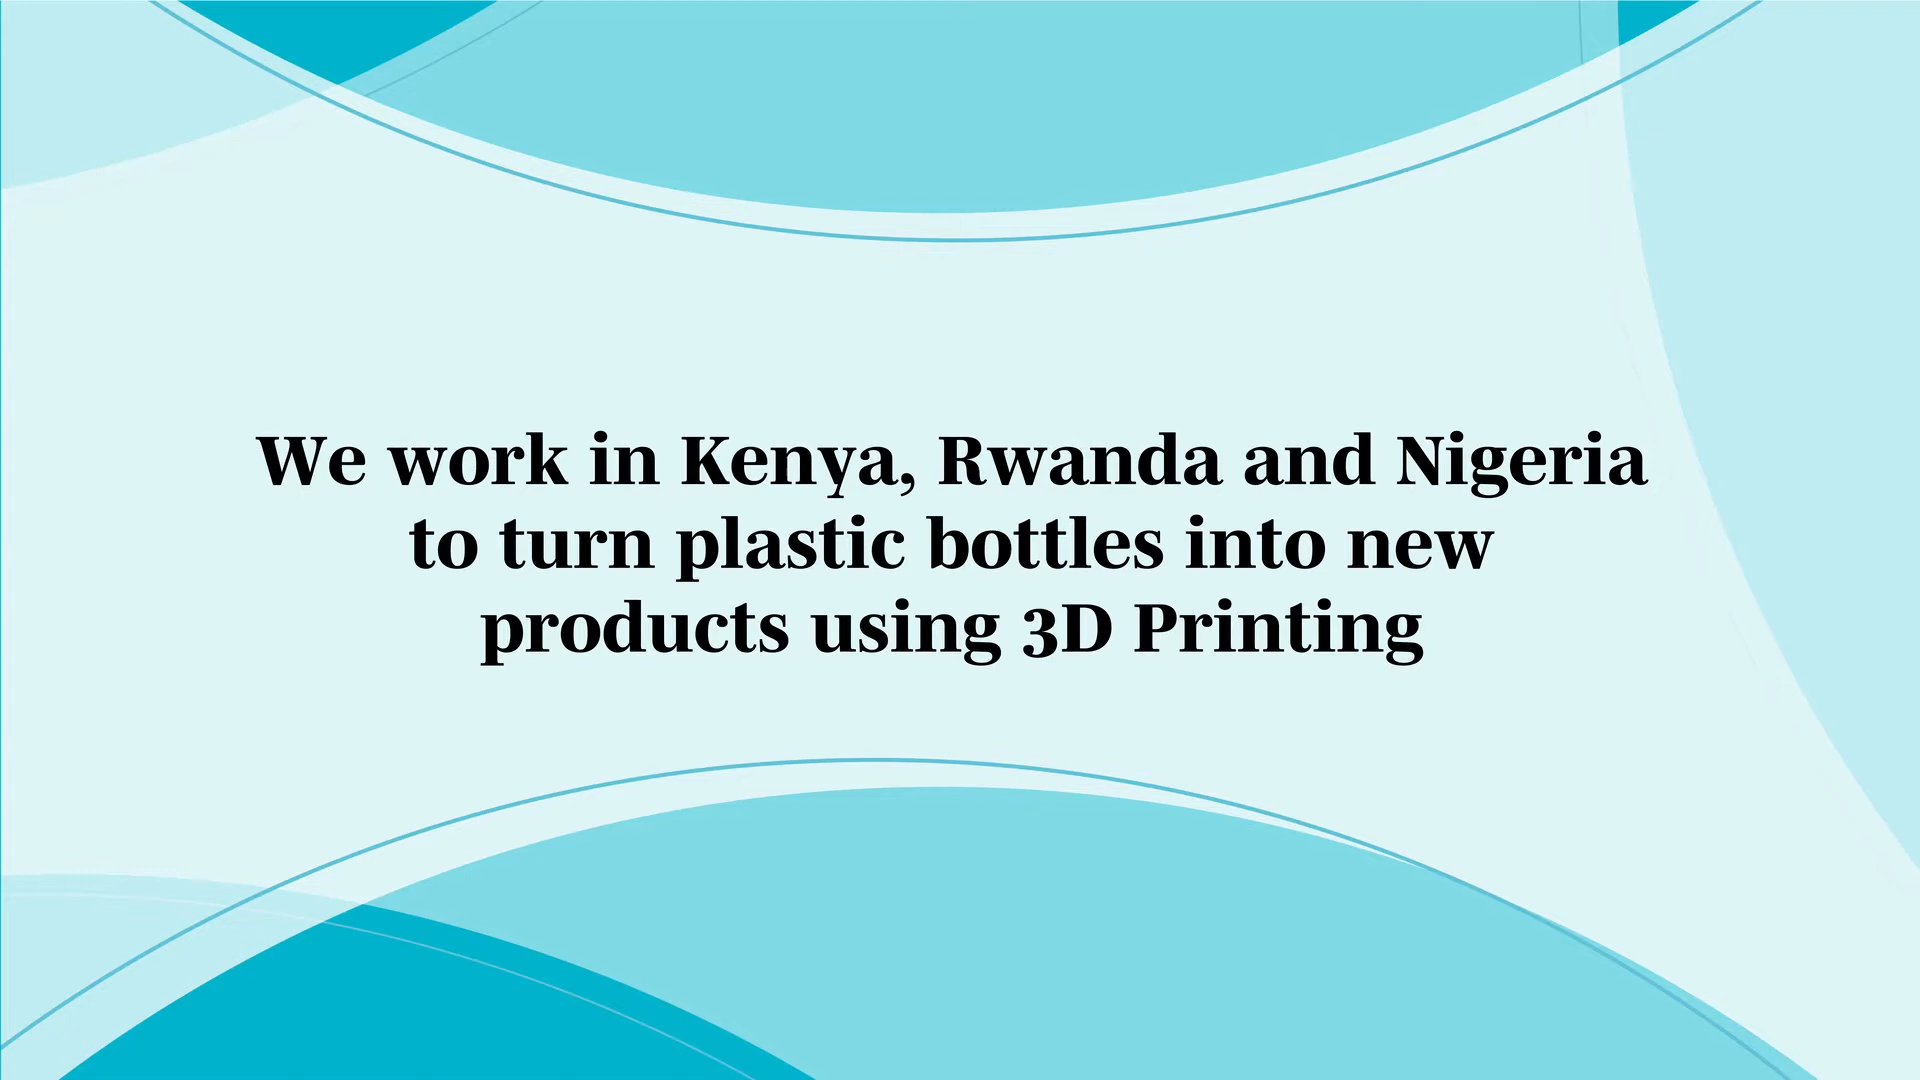 We work in Kenya, Rwanda and Nigeria
to turn plastic bottles into new
products using 3D Printing